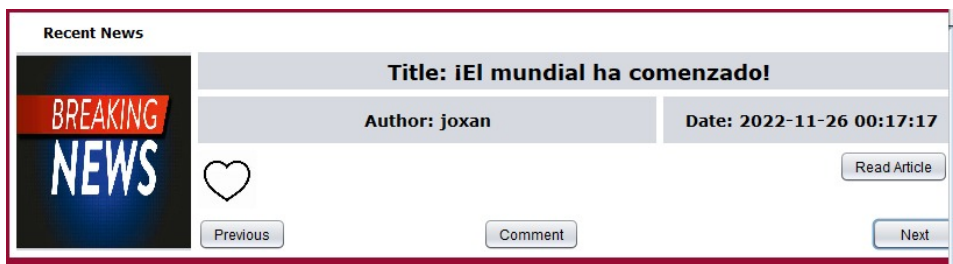 Recent News
BREAKING
NEWS
Title: ¡El mundial ha comenzado!
Author: joxan
Date: 2022-11-26 00:17:17
Read Article
Previous
Comment
Next